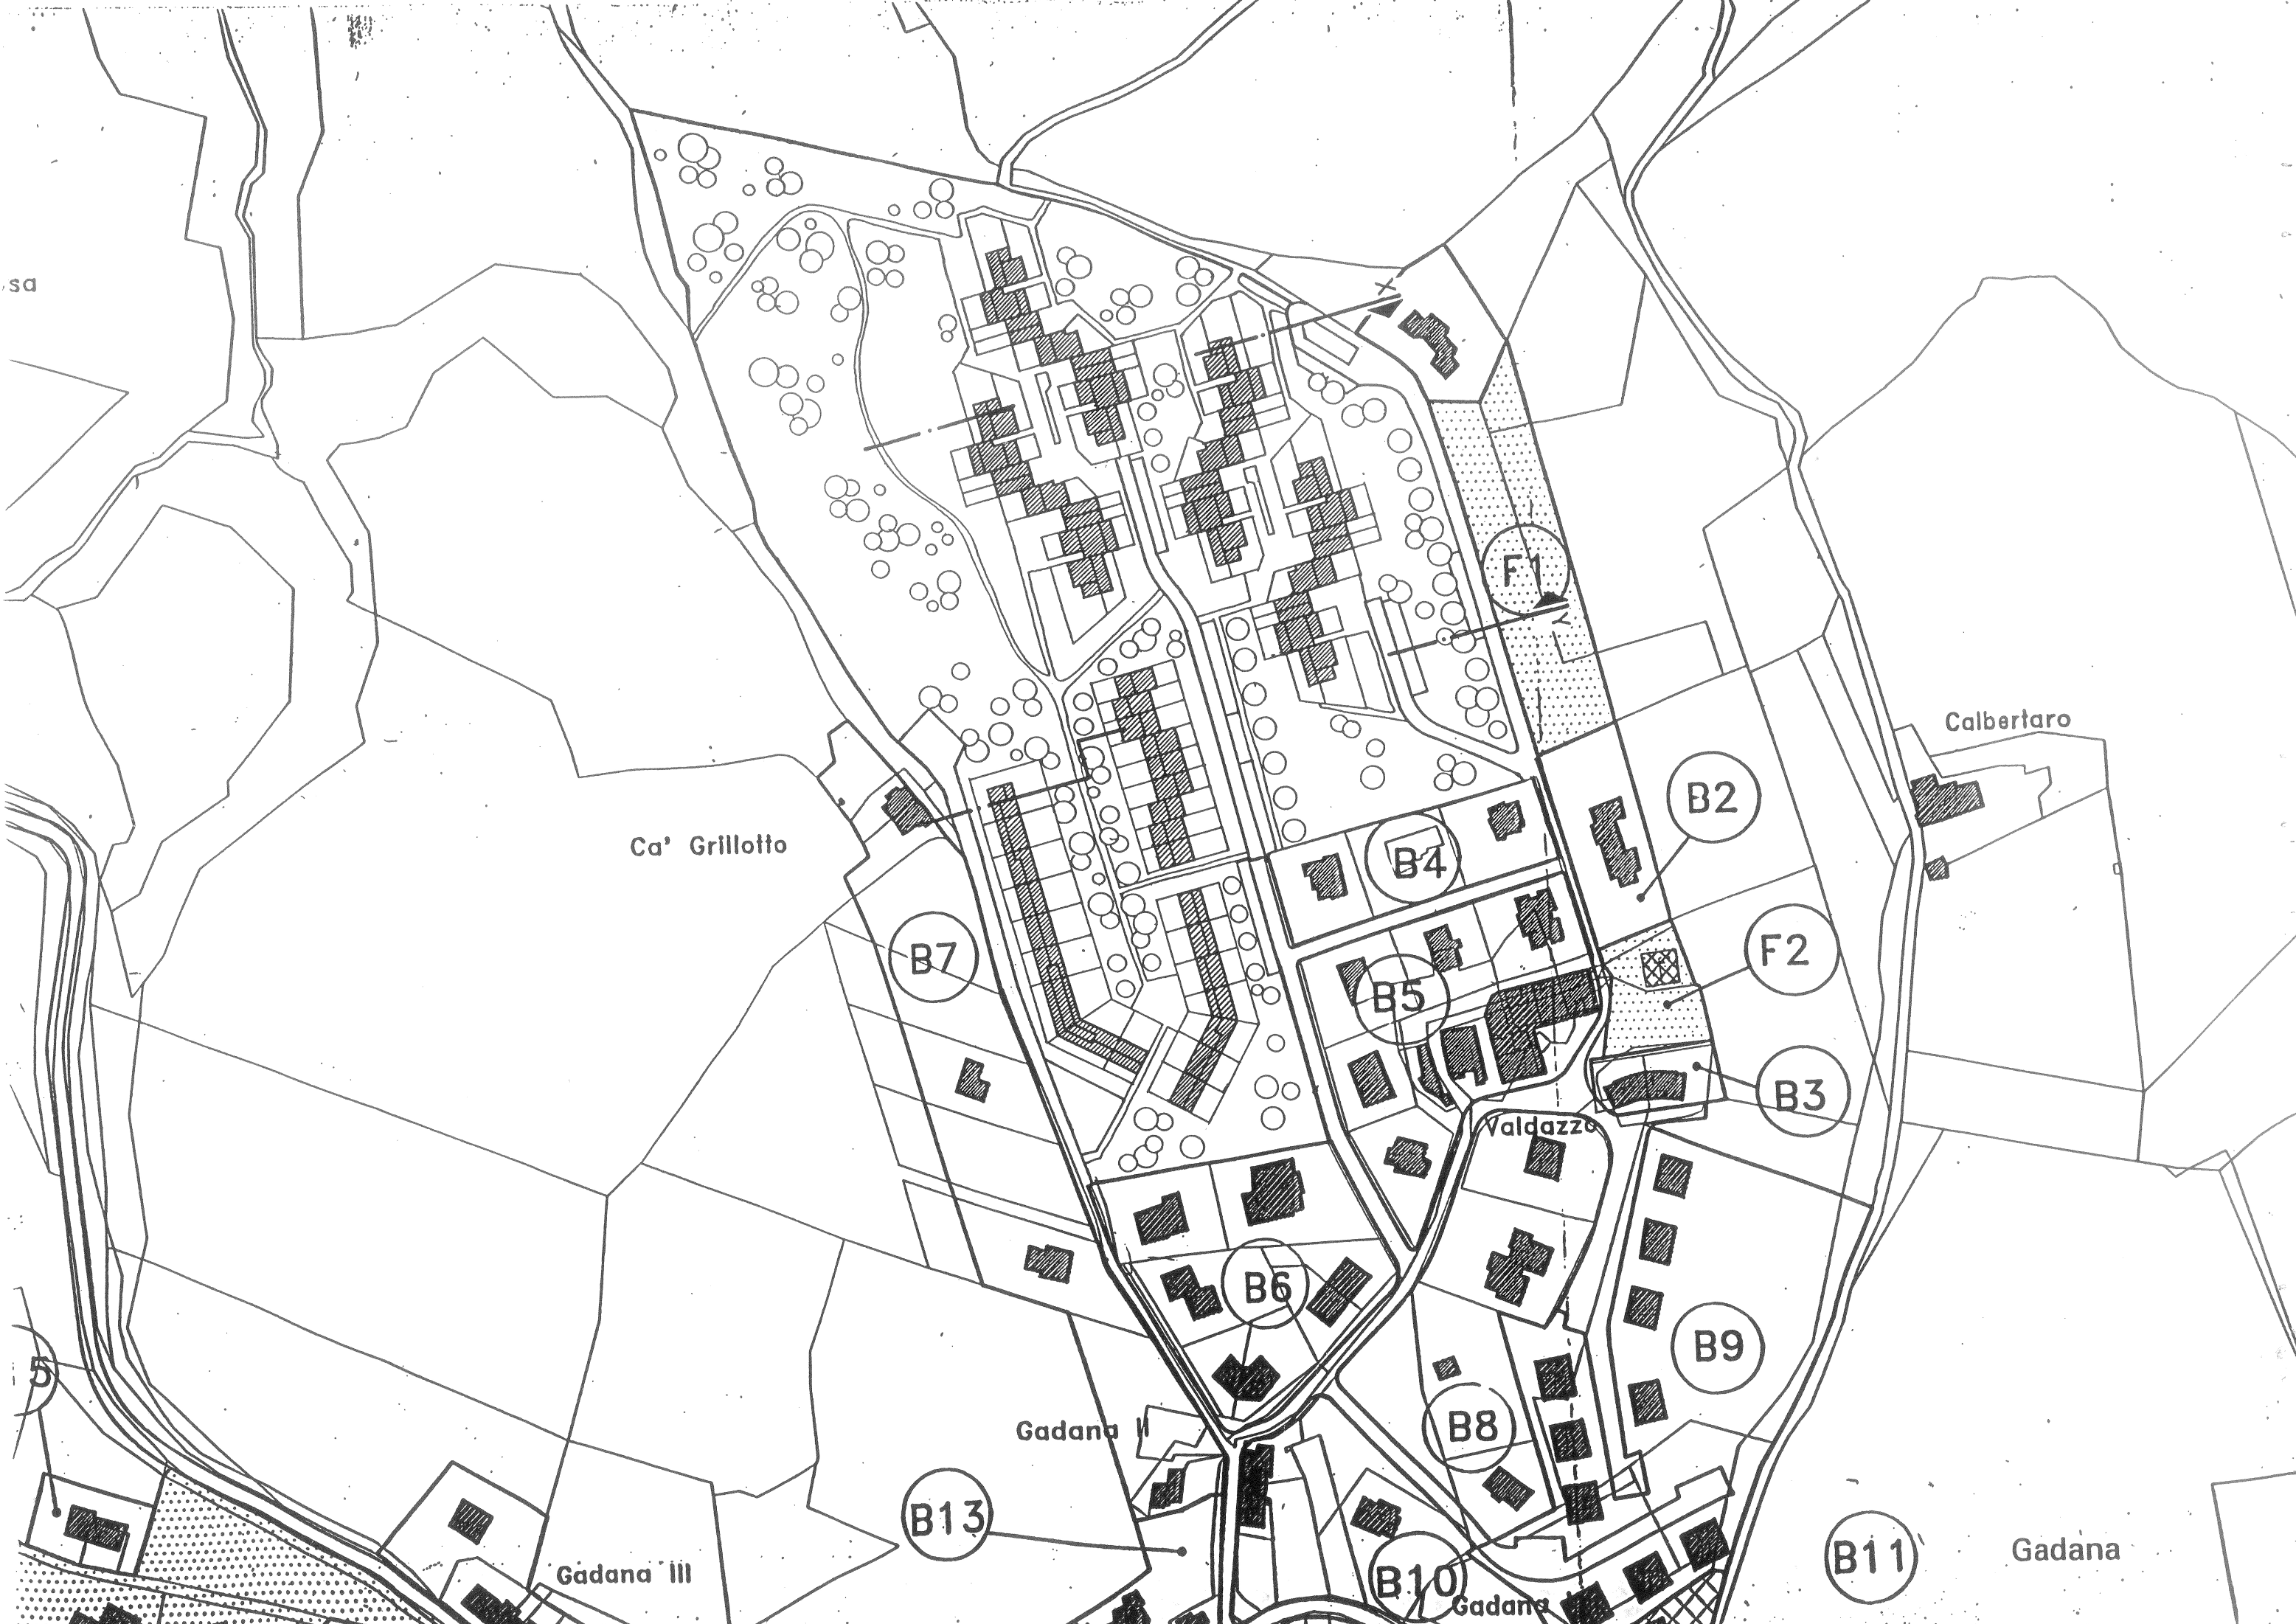 sa
X
F1
Y
Calbertaro
B2
Ca' Grillotto
B4
B7
F2
B5
B3
Valdazzo
B6
B9
5
Gadana II
B8
B13
B10
B11
Gadana
Gadana III
Gadana